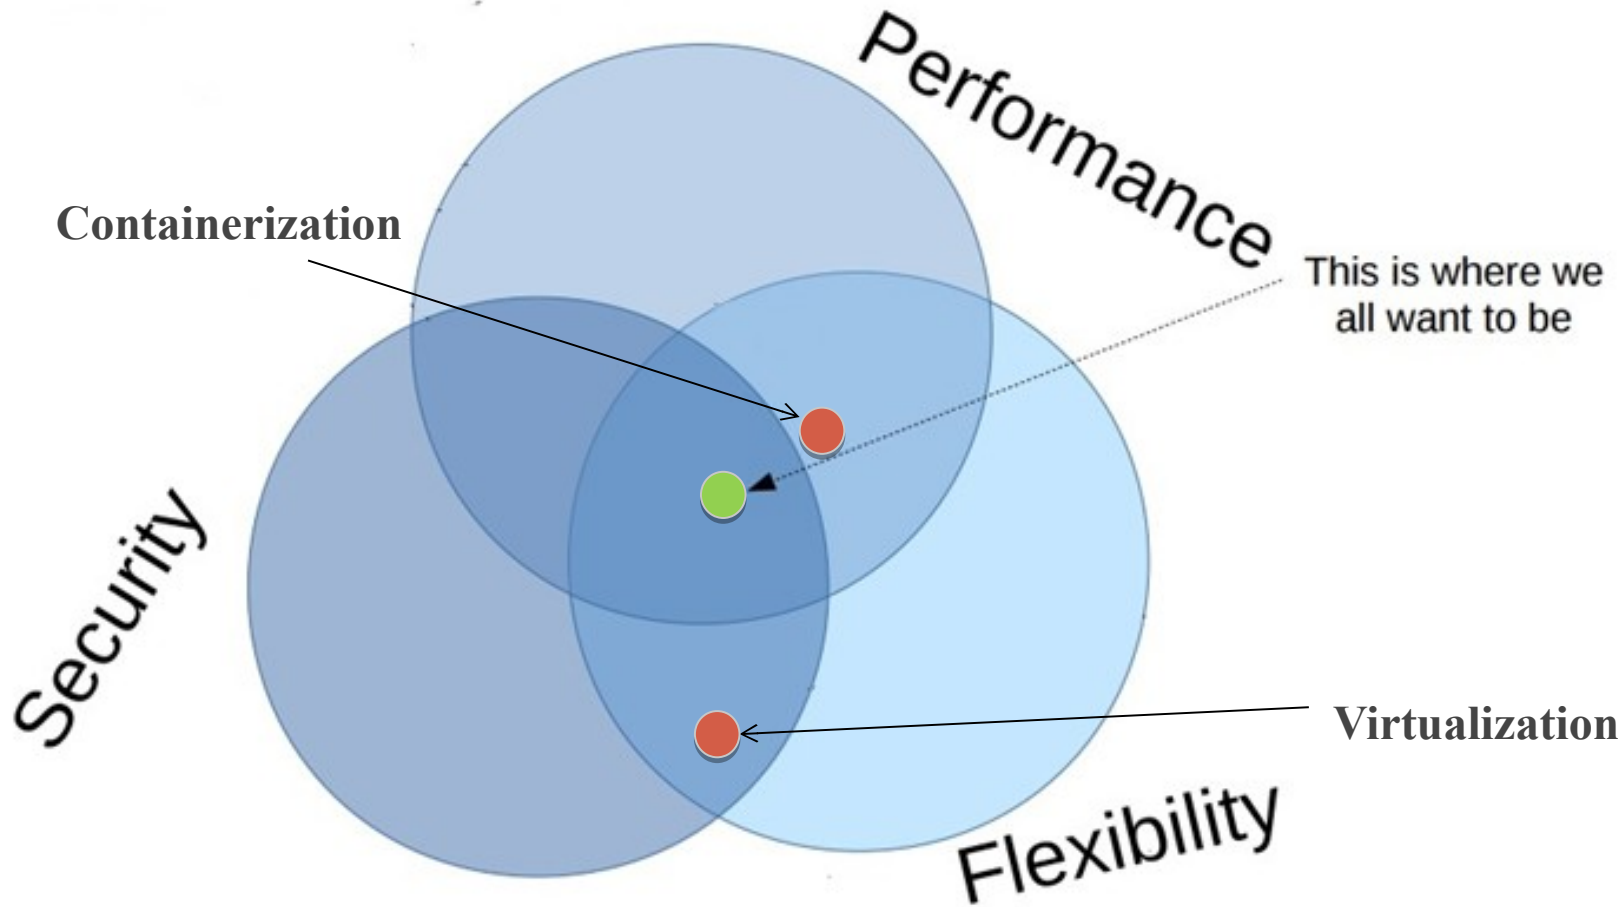 Performance
Containerization
This is where we
all want to be
Security
Virtualization
Flexibility